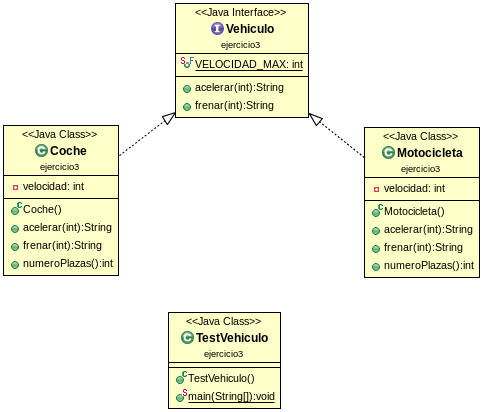 <<Java Interface>>
Vehiculo
ejercicio3
VELOCIDAD_MAX: int
acelerar(int):String
frenar(int):String
<<Java Class>>
Coche
ejercicio3
velocidad: int
Coche()
acelerar(int):String
frenar(int):String
numeroPlazas():int
<<Java Class>>
Motocicleta
ejercicio3
velocidad: int
Motocicleta()
acelerar(int):String
frenar(int):String
numeroPlazas():int
<<Java Class>>
TestVehiculo
ejercicio3
TestVehiculo()
main(String[]):void